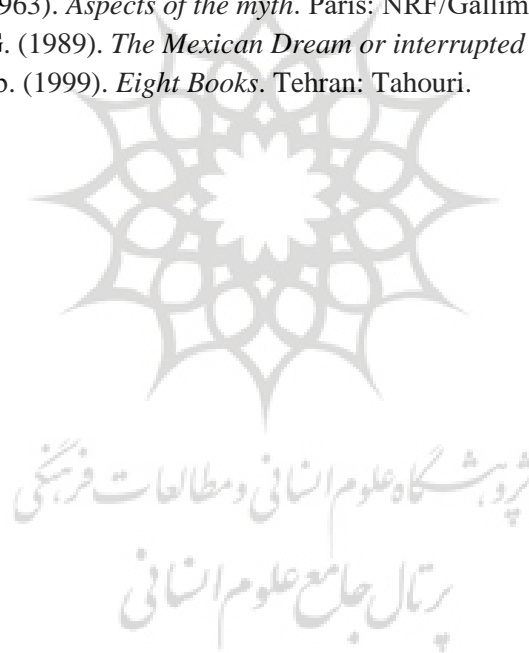 963). Aspects of the myth. Paris: NRF/Gallim
G. (1989). The Mexican Dream or interrupted
(1999). Eight Books. Tehran: Tahouri.
پژوهشگاه علوم انسانی و مطالعات فرهنگی
پرتال جامع علوم انسانی